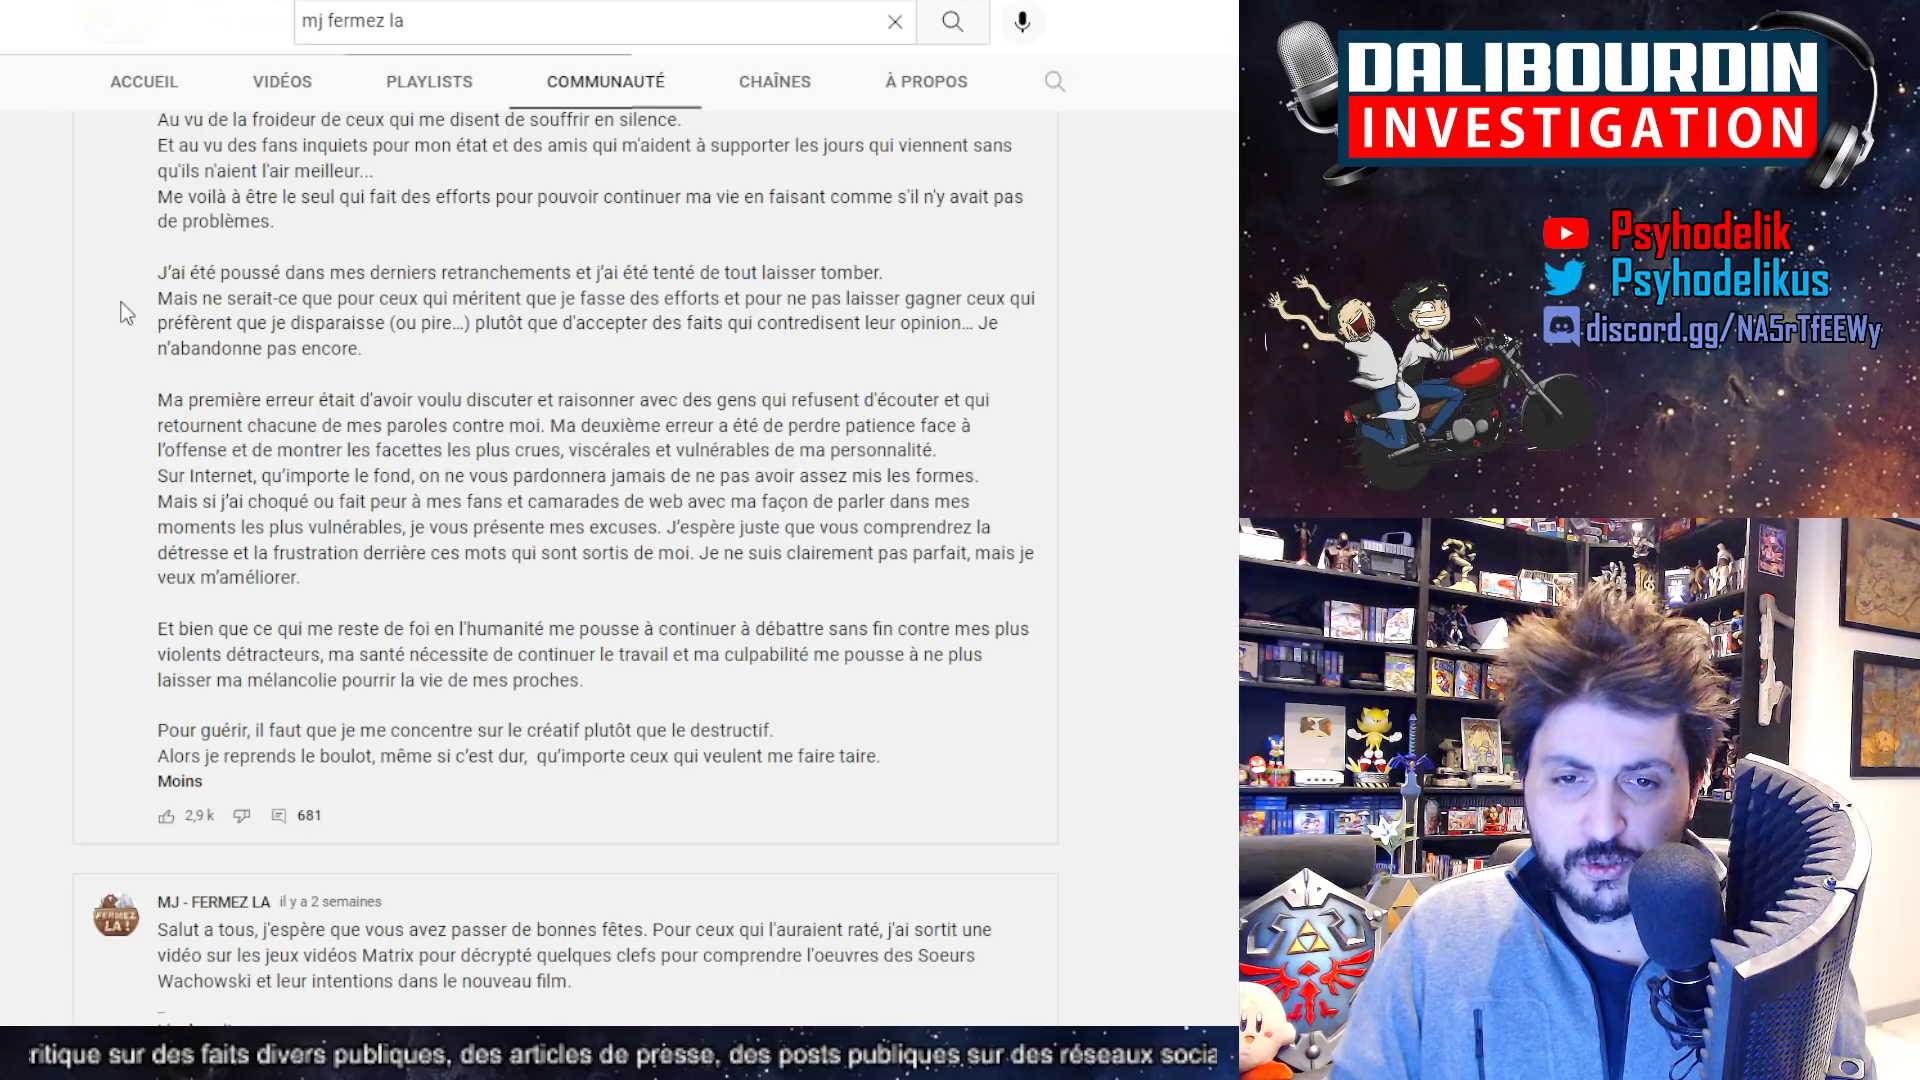 mj fermez la
ACCUEIL
VIDÉOS
PLAYLISTS
COMMUNAUTÉ
CHAÎNES
À PROPOS
Au vu de la froideur de ceux qui me disent de souffrir en silence.
Et au vu des fans inquiets pour mon état et des amis qui m'aident à supporter les jours qui viennent sans
qu'ils n'aient l'air meilleur...
Me voilà à être le seul qui fait des efforts pour pouvoir continuer ma vie en faisant comme s'il n'y avait pas
de problèmes.
J'ai été poussé dans mes derniers retranchements et j'ai été tenté de tout laisser tomber.
Mais ne serait-ce que pour ceux qui méritent que je fasse des efforts et pour ne pas laisser gagner ceux qui
préfèrent que je disparaisse (ou pire…) plutôt que d'accepter des faits qui contredisent leur opinion… Je
n'abandonne pas encore.
Ma première erreur était d'avoir voulu discuter et raisonner avec des gens qui refusent d'écouter et qui
retournent chacune de mes paroles contre moi. Ma deuxième erreur a été de perdre patience face à
l'offense et de montrer les facettes les plus crues, viscérales et vulnérables de ma personnalité.
Sur Internet, qu'importe le fond, on ne vous pardonnera jamais de ne pas avoir assez mis les formes.
Mais si j'ai choqué ou fait peur à mes fans et camarades de web avec ma façon de parler dans mes
moments les plus vulnérables, je vous présente mes excuses. J'espère juste que vous comprendrez la
détresse et la frustration derrière ces mots qui sont sortis de moi. Je ne suis clairement pas parfait, mais je
veux m'améliorer.
Et bien que ce qui me reste de foi en l'humanité me pousse à continuer à débattre sans fin contre mes plus
violents détracteurs, ma santé nécessite de continuer le travail et ma culpabilité me pousse à ne plus
laisser ma mélancolie pourrir la vie de mes proches.
Pour guérir, il faut que je me concentre sur le créatif plutôt que le destructif.
Alors je reprends le boulot, même si c'est dur,  qu'importe ceux qui veulent me faire taire.
Moins
2,9 k
681
MJ - FERMEZ LA il y a 2 semaines
FERMEZ
LA !
Salut a tous, j'espère que vous avez passer de bonnes fêtes. Pour ceux qui l'auraient raté, j'ai sortit une
vidéo sur les jeux vidéos Matrix pour décrypté quelques clefs pour comprendre l'oeuvres des Soeurs
Wachowski et leur intentions dans le nouveau film.
–
ritique sur des faits divers publiques, des articles de presse, des posts publiques sur des réseaux socia
DALIBOURDIN
INVESTIGATION
Psyhodelik
Psyhodelikus
discord.gg/NA5rTfEEWy